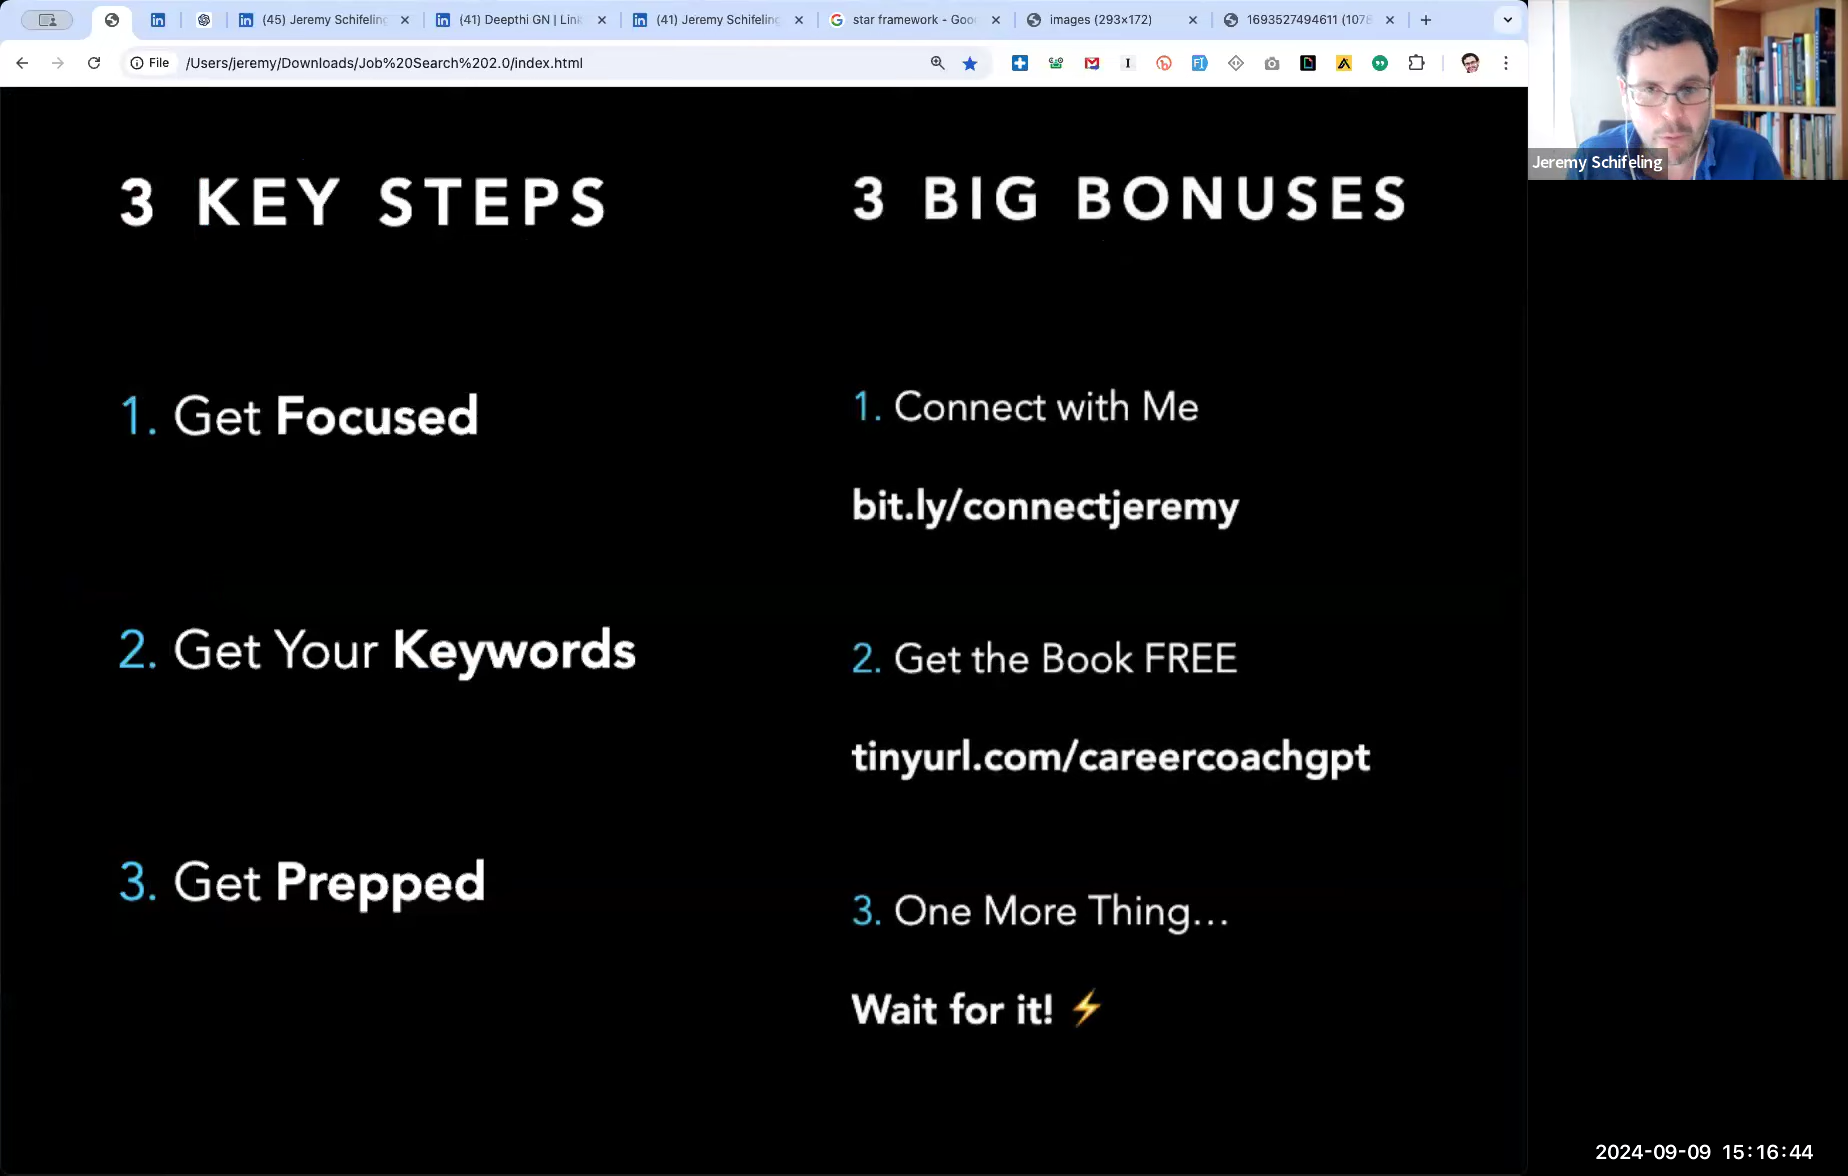 (45) Jeremy Schifeling
(41) Deepthi GN | Link
(41) Jeremy Schifeling
star framework - Goo
images (293×172)
1693527494611 (1078
File
/Users/jeremy/Downloads/Job%20Search%202.0/index.html
Jeremy Schifeling
3 KEY STEPS
1. Get Focused
2. Get Your Keywords
3. Get Prepped
3 BIG BONUSES
1. Connect with Me
bit.ly/connectjeremy
2. Get the Book FREE
tinyurl.com/careercoachgpt
3. One More Thing...
Wait for it! ⚡
2024-09-09 15:16:44